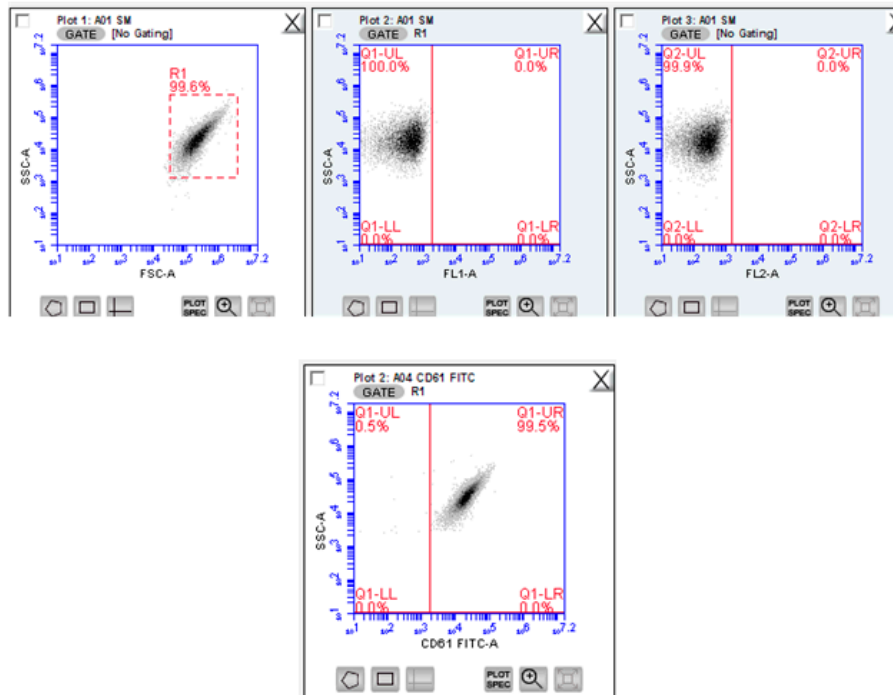 Plot 1: A01 SM
GATE [No Gating]
R1
99.6%
SSC-A
FSC-A
PLOT
SPEC
Plot 2: A01 SM
GATE R1
Q1-UL
100.0%
Q1-UR
0.0%
Q1-LL
0.0%
Q1-LR
0.0%
SSC-A
FL1-A
PLOT
SPEC
Plot 3: A01 SM
GATE [No Gating]
Q2-UL
99.9%
Q2-UR
0.0%
Q2-LL
0.0%
Q2-LR
0.0%
SSC-A
FL2-A
PLOT
SPEC
Plot 2: A04 CD61 FITC
GATE R1
Q1-UL
0.5%
Q1-UR
99.5%
Q1-LL
0.0%
Q1-LR
0.0%
SSC-A
CD61 FITC-A
PLOT
SPEC